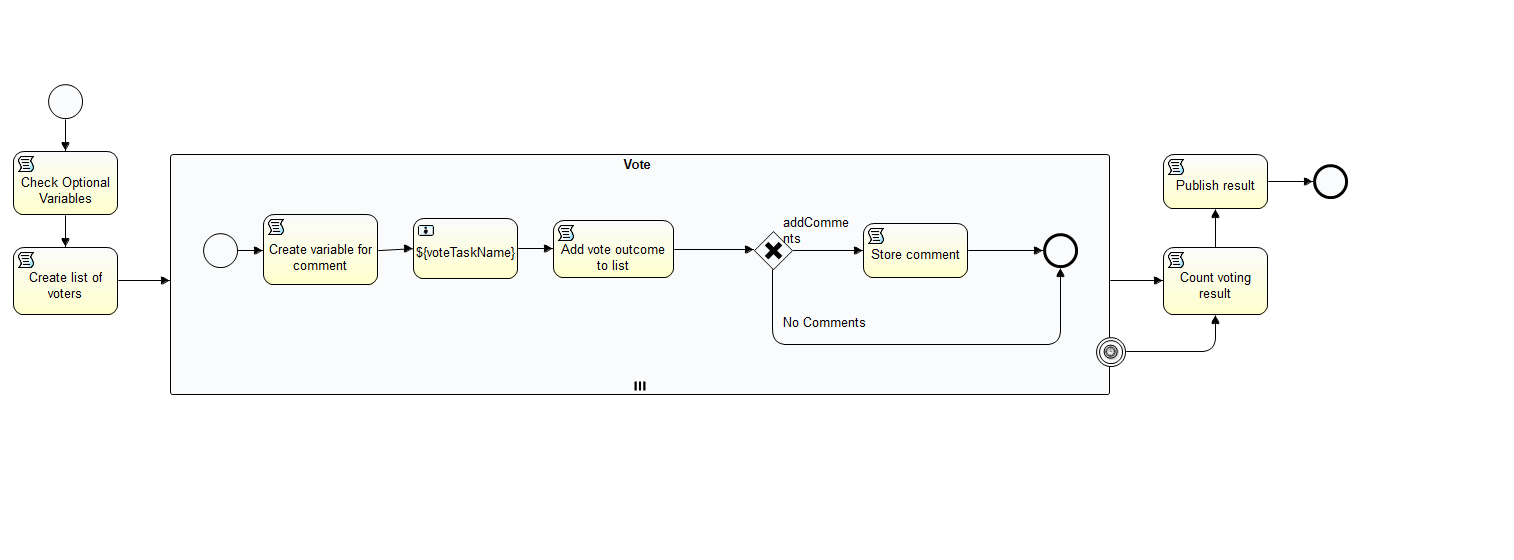 Check Optional
Variables
Create list of
voters
Vote
Create variable for
comment
${voteTaskName}
Add vote outcome
to list
addComme
nts
Store comment
No Comments
Publish result
Count voting
result